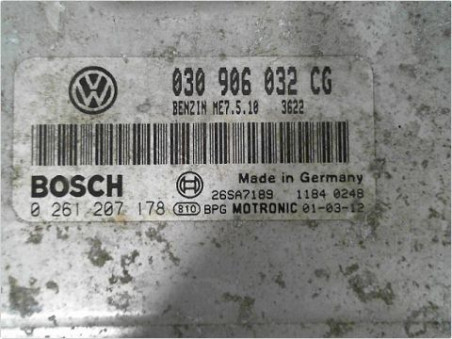 030 906 032 CG
BENZIN ME7.5.10 3622
BOSCH
Made in Germany
26SA7189 1184 0248
0 261 207 178 S10 BPG MOTRONIC 01-03-12